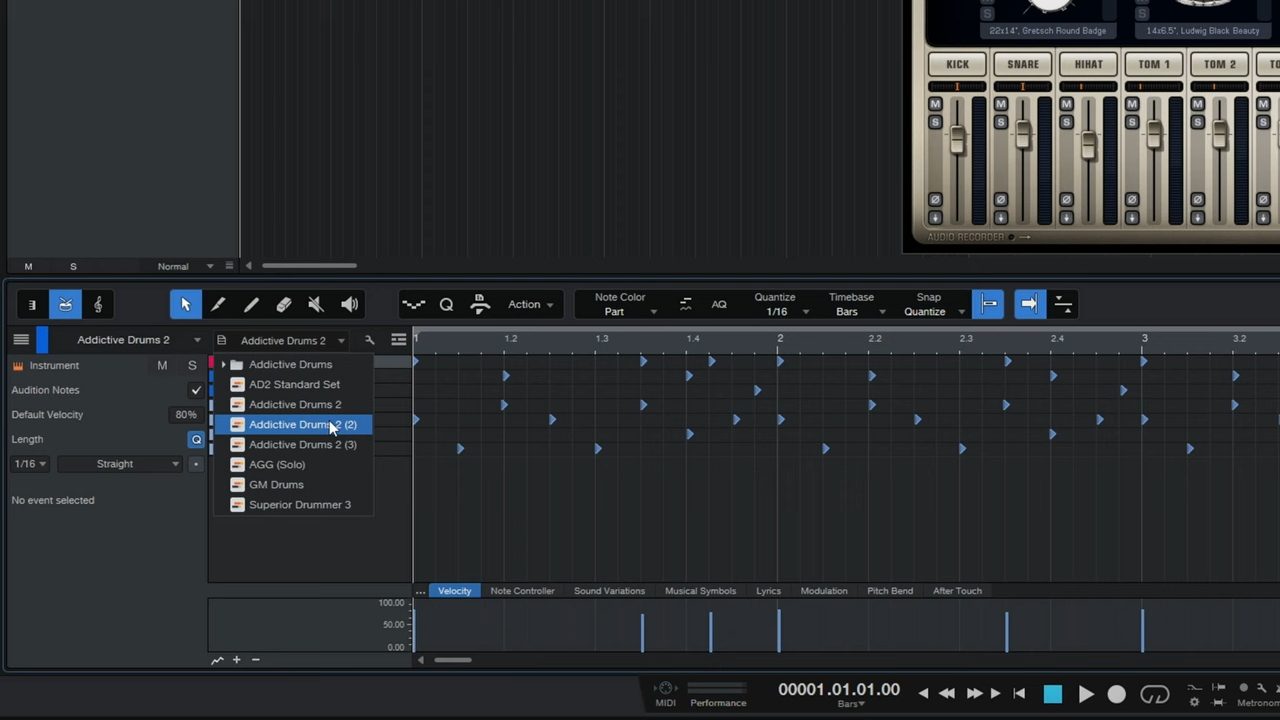 22x14", Gretsch Round Badge
14x6.5", Ludwig Black Beauty
KICK SNARE HIHAT TOM 1 TOM 2 TO
M M M M M
S S S S S
AUDIO RECORDER
M S Normal
Action
Note Color
Part
AQ
Quantize
1/16
Timebase
Bars
Snap
Quantize
Addictive Drums 2
Addictive Drums 2
1 1.2 1.3 1.4 2 2.2 2.3 2.4 3 3.2
Instrument M S
Audition Notes
Default Velocity 80%
Length
1/16 Straight
No event selected
Addictive Drums
AD2 Standard Set
Addictive Drums 2
Addictive Drums 2 (2)
Addictive Drums 2 (3)
AGG (Solo)
GM Drums
Superior Drummer 3
... Velocity Note Controller Sound Variations Musical Symbols Lyrics Modulation Pitch Bend After Touch
100.00
50.00
0.00
MIDI
Performance
00001.01.01.00
Bars
Metronom